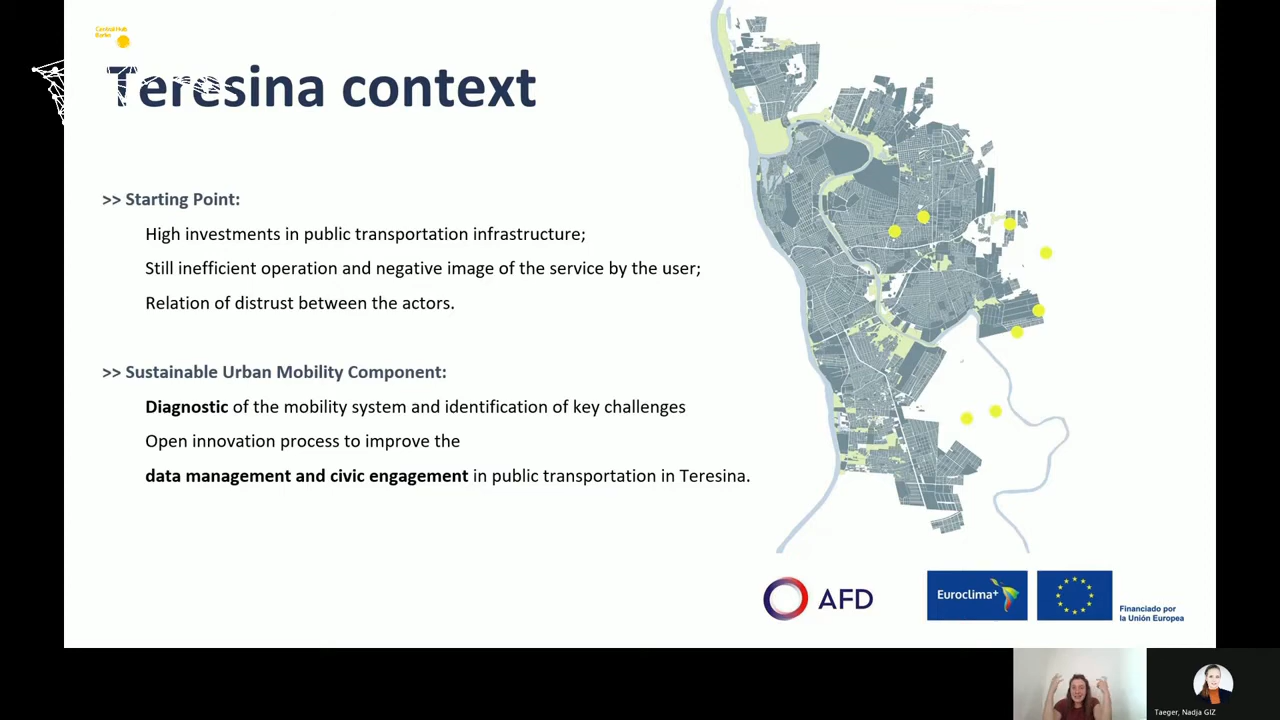 Central Hub
Berlin
Teresina context
>> Starting Point:
High investments in public transportation infrastructure;
Still inefficient operation and negative image of the service by the user;
Relation of distrust between the actors.
>> Sustainable Urban Mobility Component:
Diagnostic of the mobility system and identification of key challenges
Open innovation process to improve the
data management and civic engagement in public transportation in Teresina.
AFD
Euroclima+
Financiado por
la Unión Europea
Taeger, Nadja GIZ